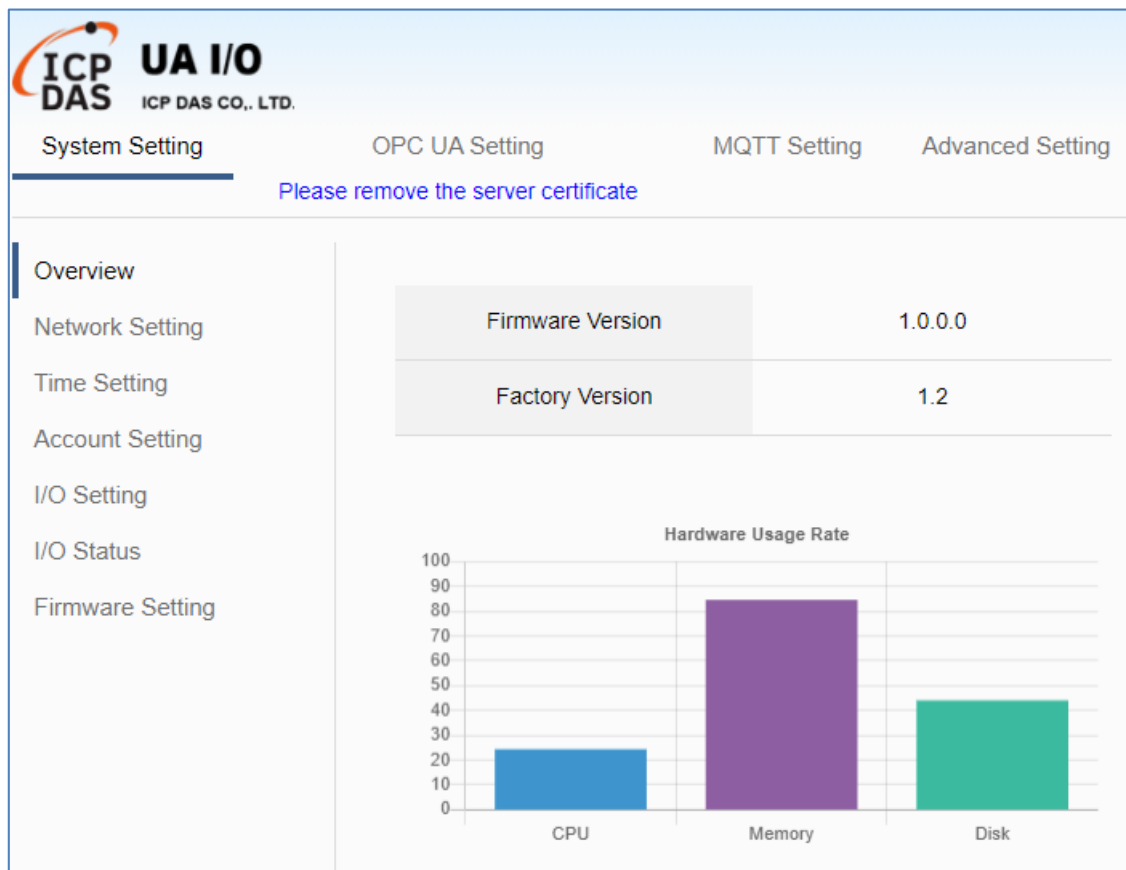 ICP
DAS
UA I/O
ICP DAS CO,. LTD.
System Setting OPC UA Setting MQTT Setting Advanced Setting
Please remove the server certificate
Overview
Network Setting
Time Setting
Account Setting
I/O Setting
I/O Status
Firmware Setting
Firmware Version 1.0.0.0
Factory Version 1.2
Hardware Usage Rate
100
90
80
70
60
50
40
30
20
10
0
CPU Memory Disk